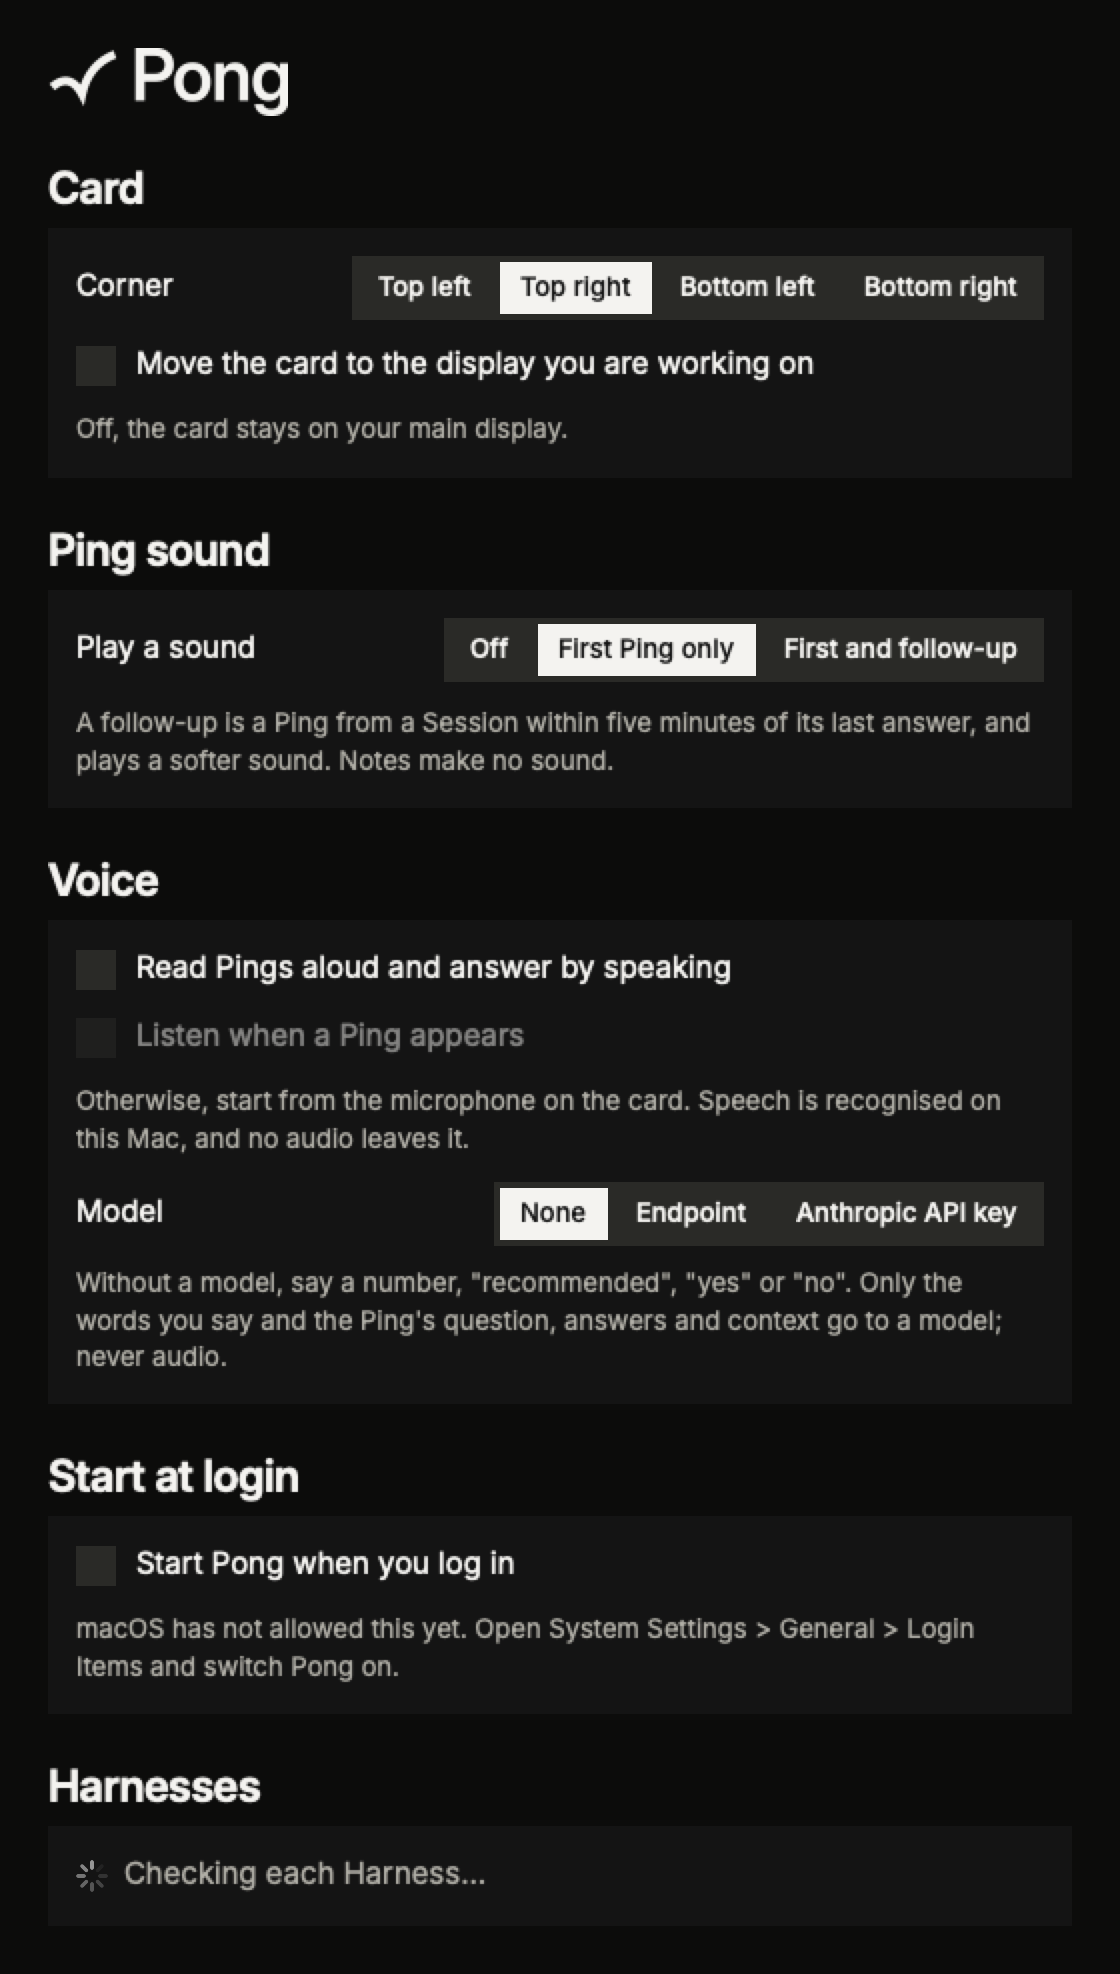 Pong
Card
Corner
Top left
Top right
Bottom left
Bottom right
Move the card to the display you are working on
Off, the card stays on your main display.
Ping sound
Play a sound
Off
First Ping only
First and follow-up
A follow-up is a Ping from a Session within five minutes of its last answer, and
plays a softer sound. Notes make no sound.
Voice
Read Pings aloud and answer by speaking
Listen when a Ping appears
Otherwise, start from the microphone on the card. Speech is recognised on
this Mac, and no audio leaves it.
Model
None
Endpoint
Anthropic API key
Without a model, say a number, "recommended", "yes" or "no". Only the
words you say and the Ping's question, answers and context go to a model;
never audio.
Start at login
Start Pong when you log in
macOS has not allowed this yet. Open System Settings > General > Login
Items and switch Pong on.
Harnesses
Checking each Harness...